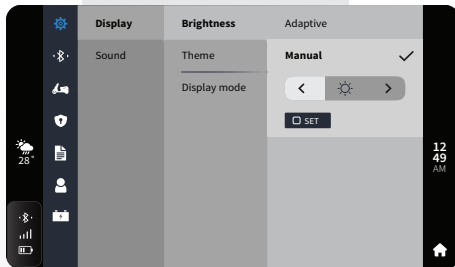 Display
Brightness
Adaptive
Sound
Theme
Manual
Display mode
SET
28°
12
49
AM